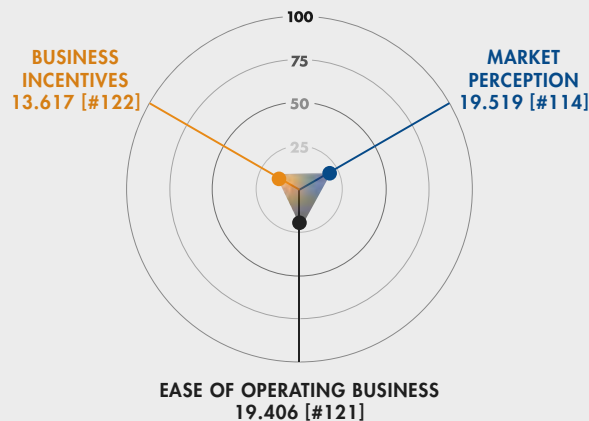 100
BUSINESS
INCENTIVES
13.617 [#122]
75
MARKET
PERCEPTION
19.519 [#114]
50
25
EASE OF OPERATING BUSINESS
19.406 [#121]